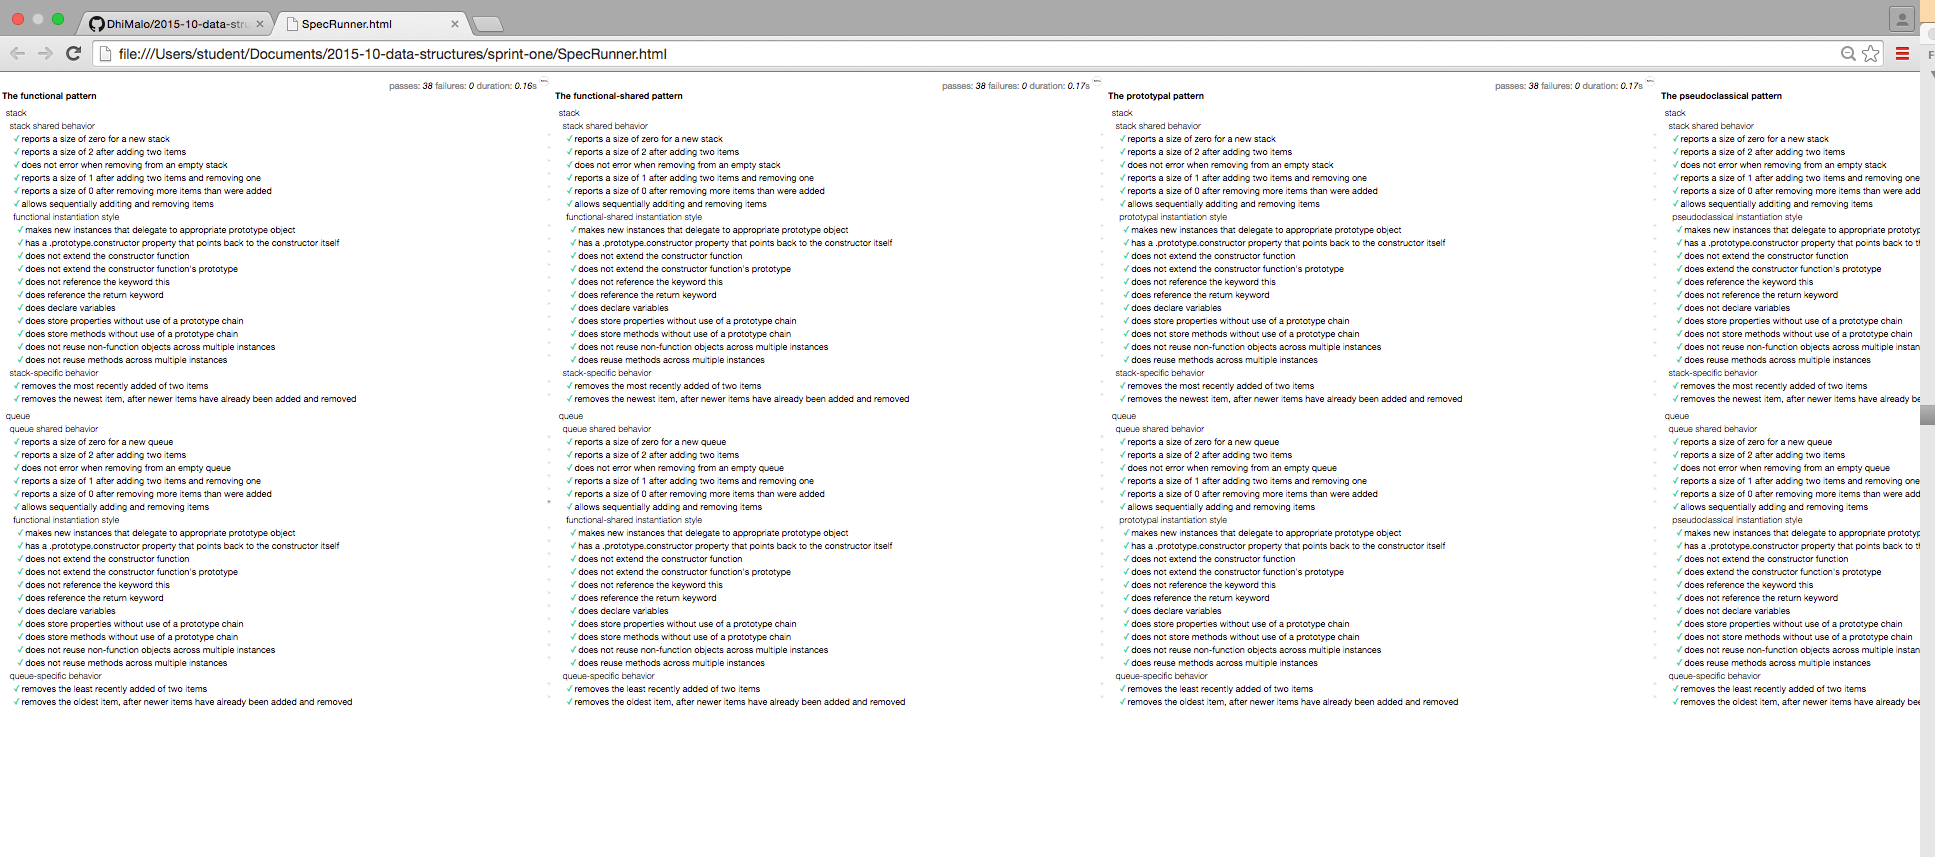 DhiMalo/2015-10-data-stru
SpecRunner.html
file:///Users/student/Documents/2015-10-data-structures/sprint-one/SpecRunner.html
passes: 38 failures: 0 duration: 0.16s
The functional pattern
stack
stack shared behavior
✓ reports a size of zero for a new stack
✓ reports a size of 2 after adding two items
✓ does not error when removing from an empty stack
✓ reports a size of 1 after adding two items and removing one
✓ reports a size of 0 after removing more items than were added
✓ allows sequentially additing and removing items
functional instantiation style
✓ makes new instances that delegate to appropriate prototype object
✓ has a .prototype.constructor property that points back to the constructor itself
✓ does not extend the constructor function
✓ does not extend the constructor function's prototype
✓ does not reference the keyword this
✓ does reference the return keyword
✓ does declare variables
✓ does store properties without use of a prototype chain
✓ does store methods without use of a prototype chain
✓ does not reuse non-function objects across multiple instances
✓ does not reuse methods across multiple instances
stack-specific behavior
✓ removes the most recently added of two items
✓ removes the newest item, after newer items have already been added and removed
queue
queue shared behavior
✓ reports a size of zero for a new queue
✓ reports a size of 2 after adding two items
✓ does not error when removing from an empty queue
✓ reports a size of 1 after adding two items and removing one
✓ reports a size of 0 after removing more items than were added
✓ allows sequentially adding and removing items
functional instantiation style
✓ makes new instances that delegate to appropriate prototype object
✓ has a .prototype.constructor property that points back to the constructor itself
✓ does not extend the constructor function
✓ does not extend the constructor function's prototype
✓ does not reference the keyword this
✓ does reference the return keyword
✓ does declare variables
✓ does store properties without use of a prototype chain
✓ does store methods without use of a prototype chain
✓ does not reuse non-function objects across multiple instances
✓ does not reuse methods across multiple instances
queue-specific behavior
✓ removes the least recently added of two items
✓ removes the oldest item, after newer items have already been added and removed
passes: 38 failures: 0 duration: 0.17s
The functional-shared pattern
stack
stack shared behavior
✓ reports a size of zero for a new stack
✓ reports a size of 2 after adding two items
✓ does not error when removing from an empty stack
✓ reports a size of 1 after adding two items and removing one
✓ reports a size of 0 after removing more items than were added
✓ allows sequentially additing and removing items
functional-shared instantiation style
✓ makes new instances that delegate to appropriate prototype object
✓ has a .prototype.constructor property that points back to the constructor itself
✓ does not extend the constructor function
✓ does not extend the constructor function's prototype
✓ does not reference the keyword this
✓ does reference the return keyword
✓ does declare variables
✓ does store properties without use of a prototype chain
✓ does store methods without use of a prototype chain
✓ does not reuse non-function objects across multiple instances
✓ does reuse methods across multiple instances
stack-specific behavior
✓ removes the most recently added of two items
✓ removes the newest item, after newer items have already been added and removed
queue
queue shared behavior
✓ reports a size of zero for a new queue
✓ reports a size of 2 after adding two items
✓ does not error when removing from an empty queue
✓ reports a size of 1 after adding two items and removing one
✓ reports a size of 0 after removing more items than were added
✓ allows sequentially adding and removing items
functional-shared instantiation style
✓ makes new instances that delegate to appropriate prototype object
✓ has a .prototype.constructor property that points back to the constructor itself
✓ does not extend the constructor function
✓ does not extend the constructor function's prototype
✓ does not reference the keyword this
✓ does reference the return keyword
✓ does declare variables
✓ does store properties without use of a prototype chain
✓ does store methods without use of a prototype chain
✓ does not reuse non-function objects across multiple instances
✓ does reuse methods across multiple instances
queue-specific behavior
✓ removes the least recently added of two items
✓ removes the oldest item, after newer items have already been added and removed
passes: 38 failures: 0 duration: 0.17s
The prototypal pattern
stack
stack shared behavior
✓ reports a size of zero for a new stack
✓ reports a size of 2 after adding two items
✓ does not error when removing from an empty stack
✓ reports a size of 1 after adding two items and removing one
✓ reports a size of 0 after removing more items than were added
✓ allows sequentially additing and removing items
prototypal instantiation style
✓ makes new instances that delegate to appropriate prototype object
✓ has a .prototype.constructor property that points back to the constructor itself
✓ does not extend the constructor function
✓ does not extend the constructor function's prototype
✓ does not reference the keyword this
✓ does reference the return keyword
✓ does declare variables
✓ does store properties without use of a prototype chain
✓ does not store methods without use of a prototype chain
✓ does not reuse non-function objects across multiple instances
✓ does reuse methods across multiple instances
stack-specific behavior
✓ removes the most recently added of two items
✓ removes the newest item, after newer items have already been added and removed
queue
queue shared behavior
✓ reports a size of zero for a new queue
✓ reports a size of 2 after adding two items
✓ does not error when removing from an empty queue
✓ reports a size of 1 after adding two items and removing one
✓ reports a size of 0 after removing more items than were added
✓ allows sequentially adding and removing items
prototypal instantiation style
✓ makes new instances that delegate to appropriate prototype object
✓ has a .prototype.constructor property that points back to the constructor itself
✓ does not extend the constructor function
✓ does not extend the constructor function's prototype
✓ does not reference the keyword this
✓ does reference the return keyword
✓ does declare variables
✓ does store properties without use of a prototype chain
✓ does not store methods without use of a prototype chain
✓ does not reuse non-function objects across multiple instances
✓ does reuse methods across multiple instances
queue-specific behavior
✓ removes the least recently added of two items
✓ removes the oldest item, after newer items have already been added and removed
The pseudoclassical pattern
stack
stack shared behavior
✓ reports a size of zero for a new stack
✓ reports a size of 2 after adding two items
✓ does not error when removing from an empty stack
✓ reports a size of 1 after adding two items and removing one
✓ reports a size of 0 after removing more items than were add
✓ allows sequentially additing and removing items
pseudoclassical instantiation style
✓ makes new instances that delegate to appropriate prototyp
✓ has a .prototype.constructor property that points back to t
✓ does not extend the constructor function
✓ does extend the constructor function's prototype
✓ does reference the keyword this
✓ does not reference the return keyword
✓ does not declare variables
✓ does store properties without use of a prototype chain
✓ does not store methods without use of a prototype chain
✓ does not reuse non-function objects across multiple instan
✓ does reuse methods across multiple instances
stack-specific behavior
✓ removes the most recently added of two items
✓ removes the newest item, after newer items have already be
queue
queue shared behavior
✓ reports a size of zero for a new queue
✓ reports a size of 2 after adding two items
✓ does not error when removing from an empty queue
✓ reports a size of 1 after adding two items and removing one
✓ reports a size of 0 after removing more items than were add
✓ allows sequentially adding and removing items
pseudoclassical instantiation style
✓ makes new instances that delegate to appropriate prototyp
✓ has a .prototype.constructor property that points back to t
✓ does not extend the constructor function
✓ does extend the constructor function's prototype
✓ does reference the keyword this
✓ does not reference the return keyword
✓ does not declare variables
✓ does store properties without use of a prototype chain
✓ does not store methods without use of a prototype chain
✓ does not reuse non-function objects across multiple instan
✓ does reuse methods across multiple instances
queue-specific behavior
✓ removes the least recently added of two items
✓ removes the oldest item, after newer items have already bee